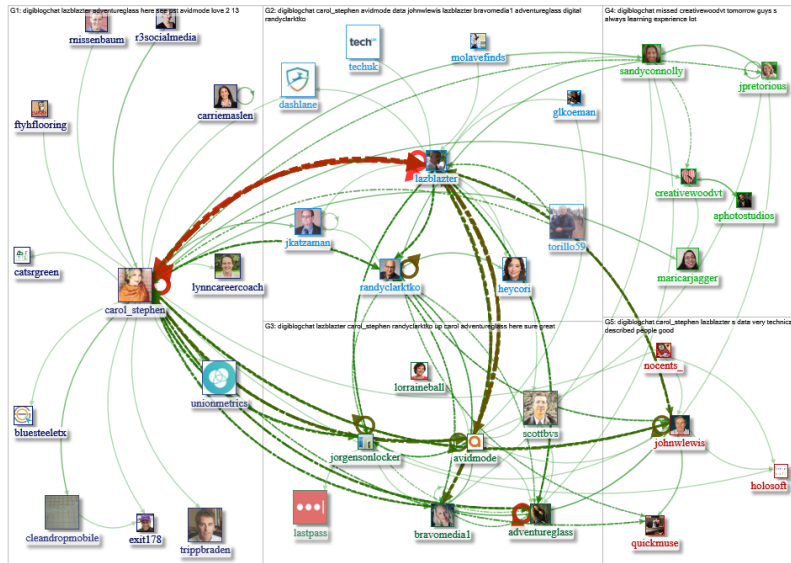 G1: digiblogchat lazblazter adventureglass here see pst avidmode love 2 13
G2: digiblogchat carol_stephen avidmode data johnwlewis lazblazter bravomedia1 adventureglass digital
randyclarktko
G4: digiblogchat missed creativewoodvt tomorrow guys s
always learning experience lot
rnissenbaum
r3socialmedia
techuk
molavefinds
sandyconnolly
jpretorious
dashlane
carriemaslen
glkoeman
ftyhflooring
lazblazter
creativewoodvt
aphotostudios
jkatzaman
torillo59
catsrgreen
lynncareercoach
randyclarktko
heycori
maricarjagger
carol_stephen
G3: digiblogchat lazblazter carol_stephen randyclarktko up carol adventureglass here sure great
G5: digiblogchat carol_stephen lazblazter s data very technica
described people good
nocents_
lorraineball
unionmetrics
bluesteeletx
scottbvs
jorgensonlocker
avidmode
johnwlewis
holosoft
lastpass
cleandropmobile
exit178
trippbraden
bravomedia1
adventureglass
quickmuse